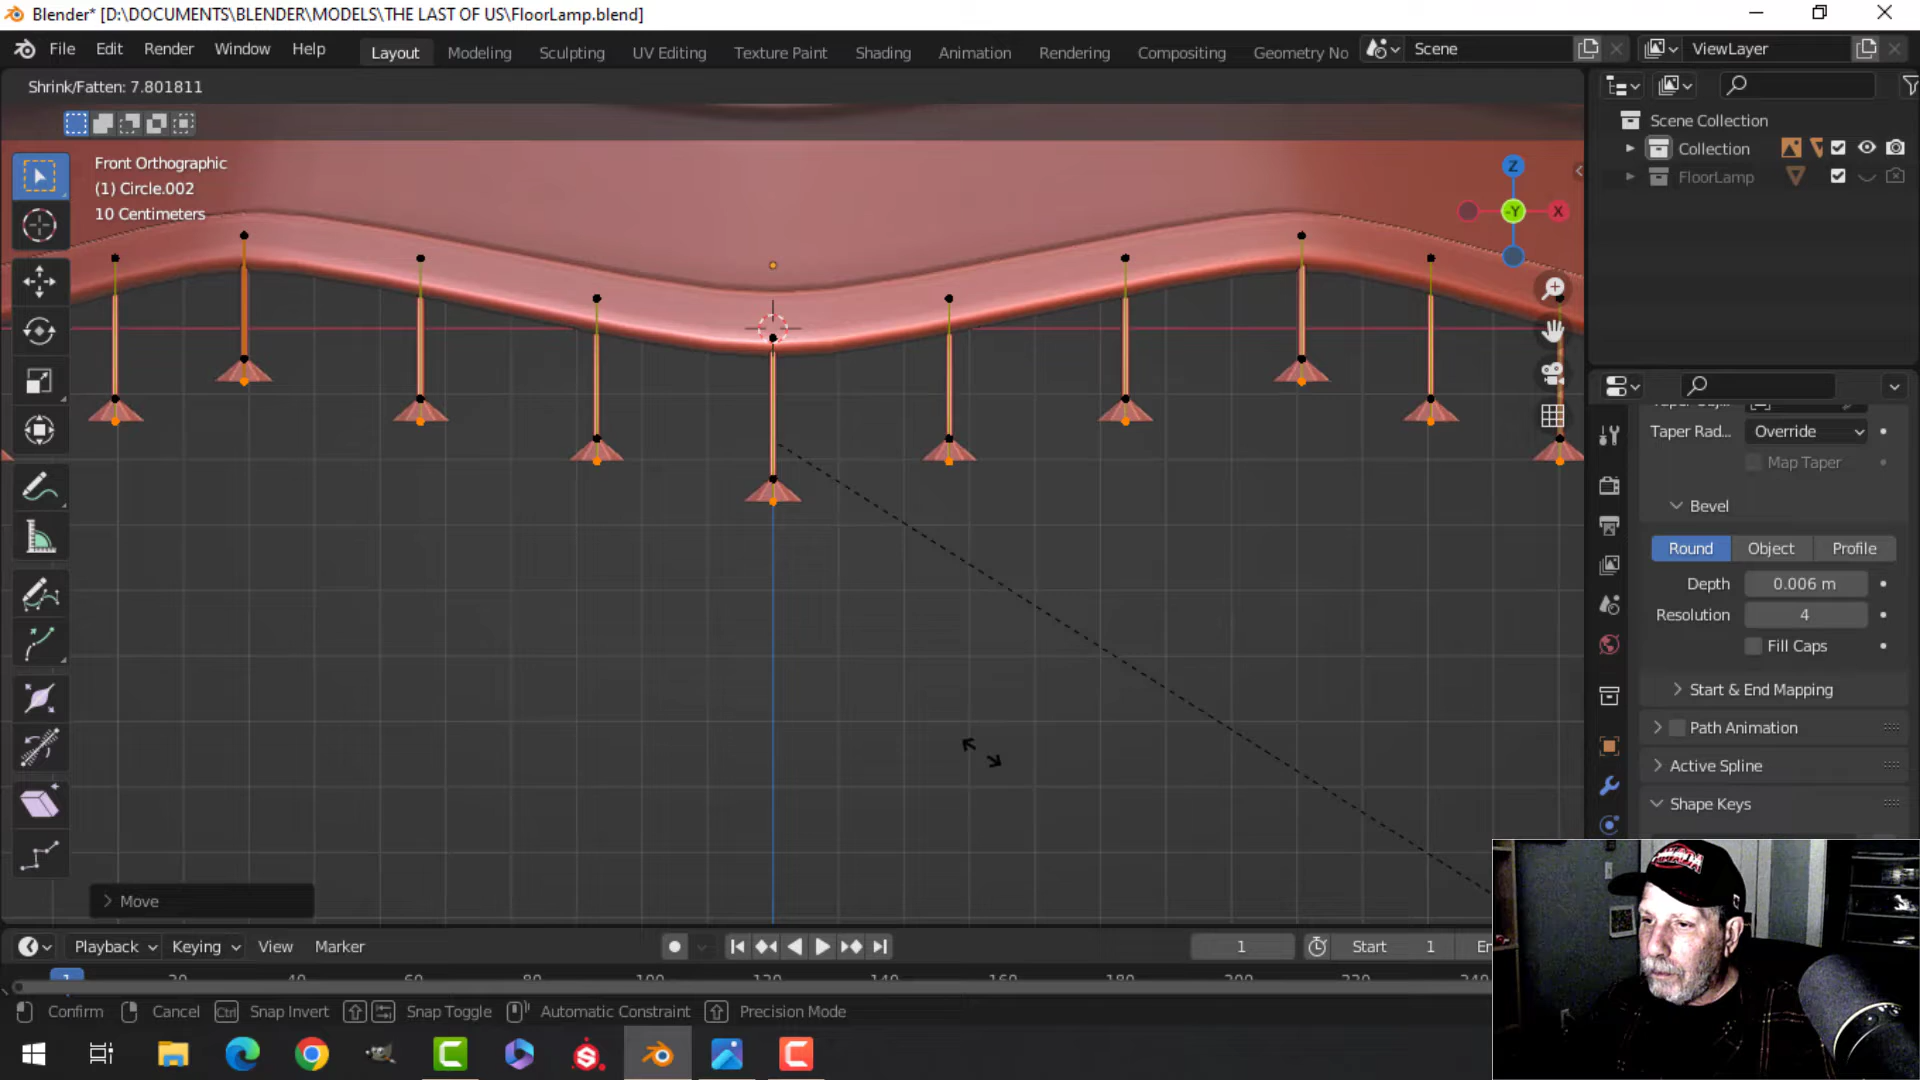 Blender* [D:\DOCUMENTS\BLENDER\MODELS\THE LAST OF US\FloorLamp.blend]
File Edit Render Window Help Layout Modeling Sculpting UV Editing Texture Paint Shading Animation Rendering Compositing Geometry No Scene ViewLayer
Shrink/Fatten: 7.801811
Scene Collection
Collection
FloorLamp
Front Orthographic
(1) Circle.002
10 Centimeters
Z
-Y X
Taper Rad... Override
Map Taper
Bevel
Round Object Profile
Depth 0.006 m
Resolution 4
Fill Caps
Start & End Mapping
Path Animation
Active Spline
Shape Keys
Move
Playback Keying View Marker 1 Start 1
1
Confirm Cancel Ctrl Snap Invert Snap Toggle Automatic Constraint Precision Mode